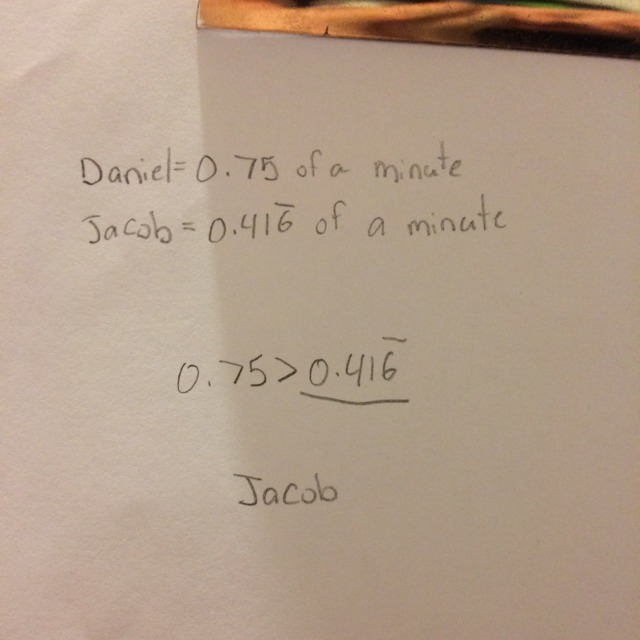 Daniel= 0.75 of a minute
Jacob = 0.416̅ of a minute
0.75 > 0.416̅
Jacob